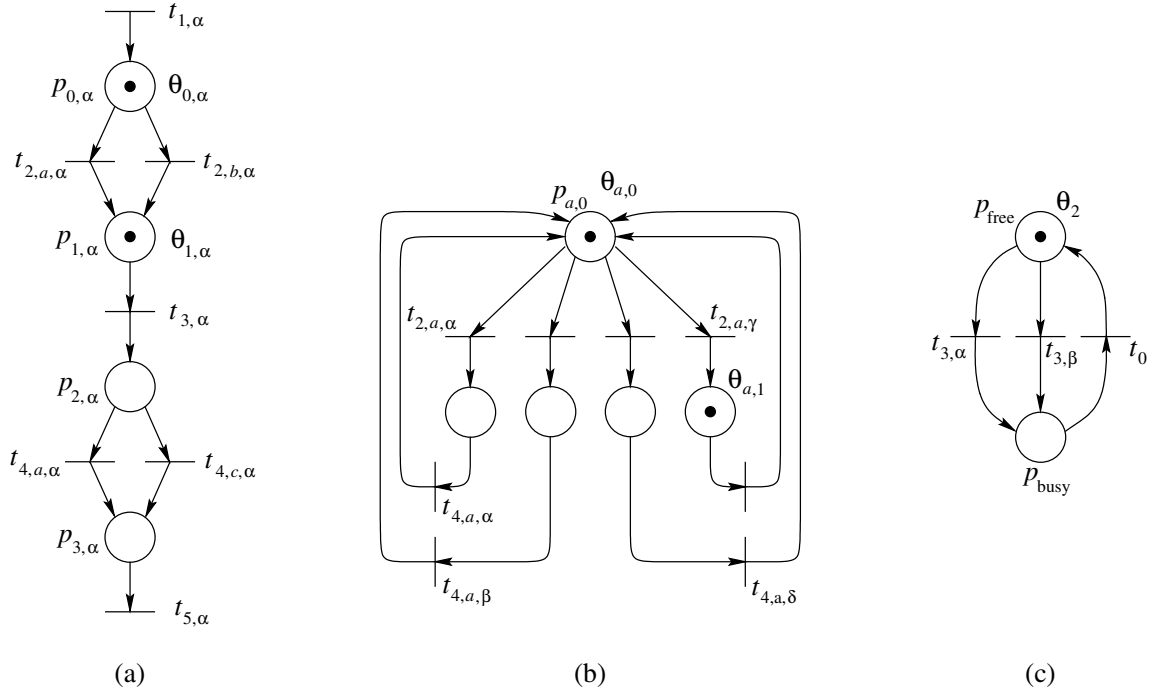 t1,α
p0,α θ0,α
t2,a,α t2,b,α
p1,α θ1,α
t3,α
p2,α
t4,a,α t4,c,α
p3,α
t5,α
(a)
pa,0 θa,0
t2,a,α t2,a,γ
θa,1
t4,a,α
t4,a,β t4,a,δ
(b)
pfree θ2
t3,α t3,β t0
pbusy
(c)